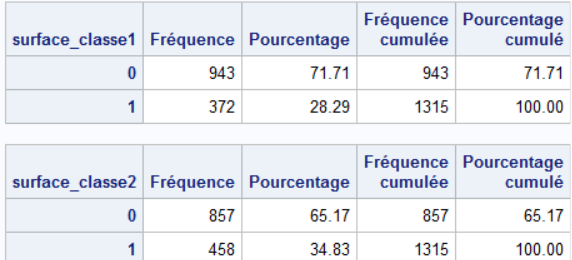 surface_classe1 Fréquence Pourcentage Fréquence cumulée Pourcentage cumulé
0 943 71.71 943 71.71
1 372 28.29 1315 100.00
surface_classe2 Fréquence Pourcentage Fréquence cumulée Pourcentage cumulé
0 857 65.17 857 65.17
1 458 34.83 1315 100.00